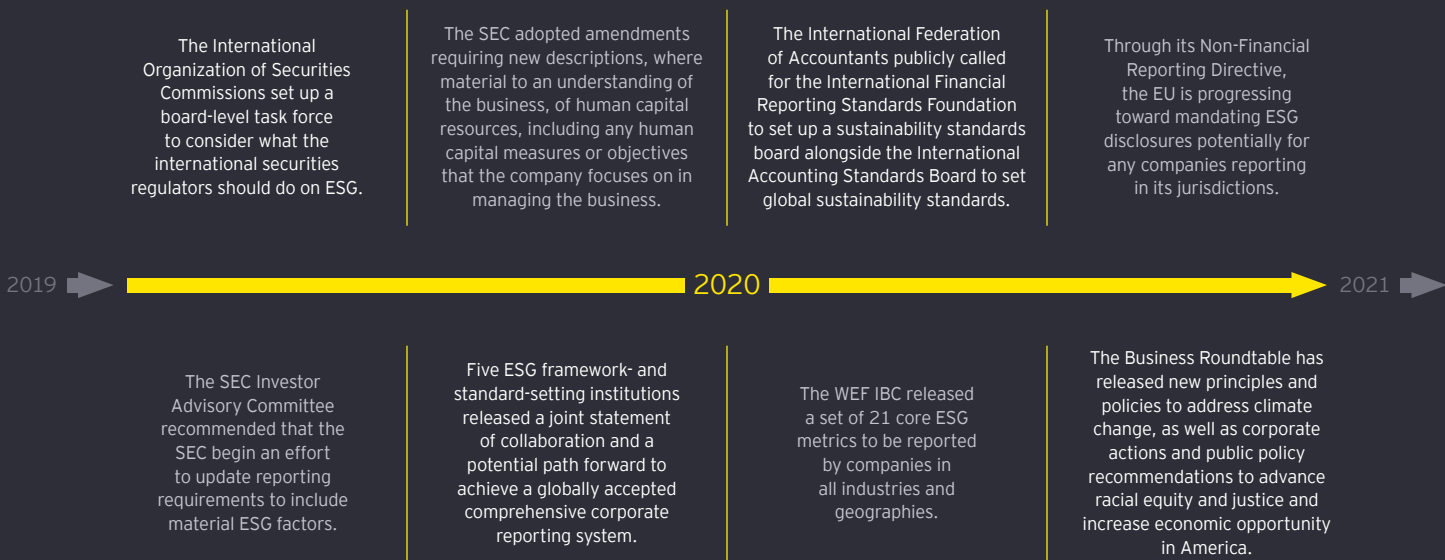 The International
Organization of Securities
Commissions set up a
board-level task force
to consider what the
international securities
regulators should do on ESG.
The SEC adopted amendments
requiring new descriptions, where
material to an understanding of
the business, of human capital
resources, including any human
capital measures or objectives
that the company focuses on in
managing the business.
The International Federation
of Accountants publicly called
for the International Financial
Reporting Standards Foundation
to set up a sustainability standards
board alongside the International
Accounting Standards Board to set
global sustainability standards.
Through its Non-Financial
Reporting Directive,
the EU is progressing
toward mandating ESG
disclosures potentially for
any companies reporting
in its jurisdictions.
2019
2020
2021
The SEC Investor
Advisory Committee
recommended that the
SEC begin an effort
to update reporting
requirements to include
material ESG factors.
Five ESG framework- and
standard-setting institutions
released a joint statement
of collaboration and a
potential path forward to
achieve a globally accepted
comprehensive corporate
reporting system.
The WEF IBC released
a set of 21 core ESG
metrics to be reported
by companies in
all industries and
geographies.
The Business Roundtable has
released new principles and
policies to address climate
change, as well as corporate
actions and public policy
recommendations to advance
racial equity and justice and
increase economic opportunity
in America.